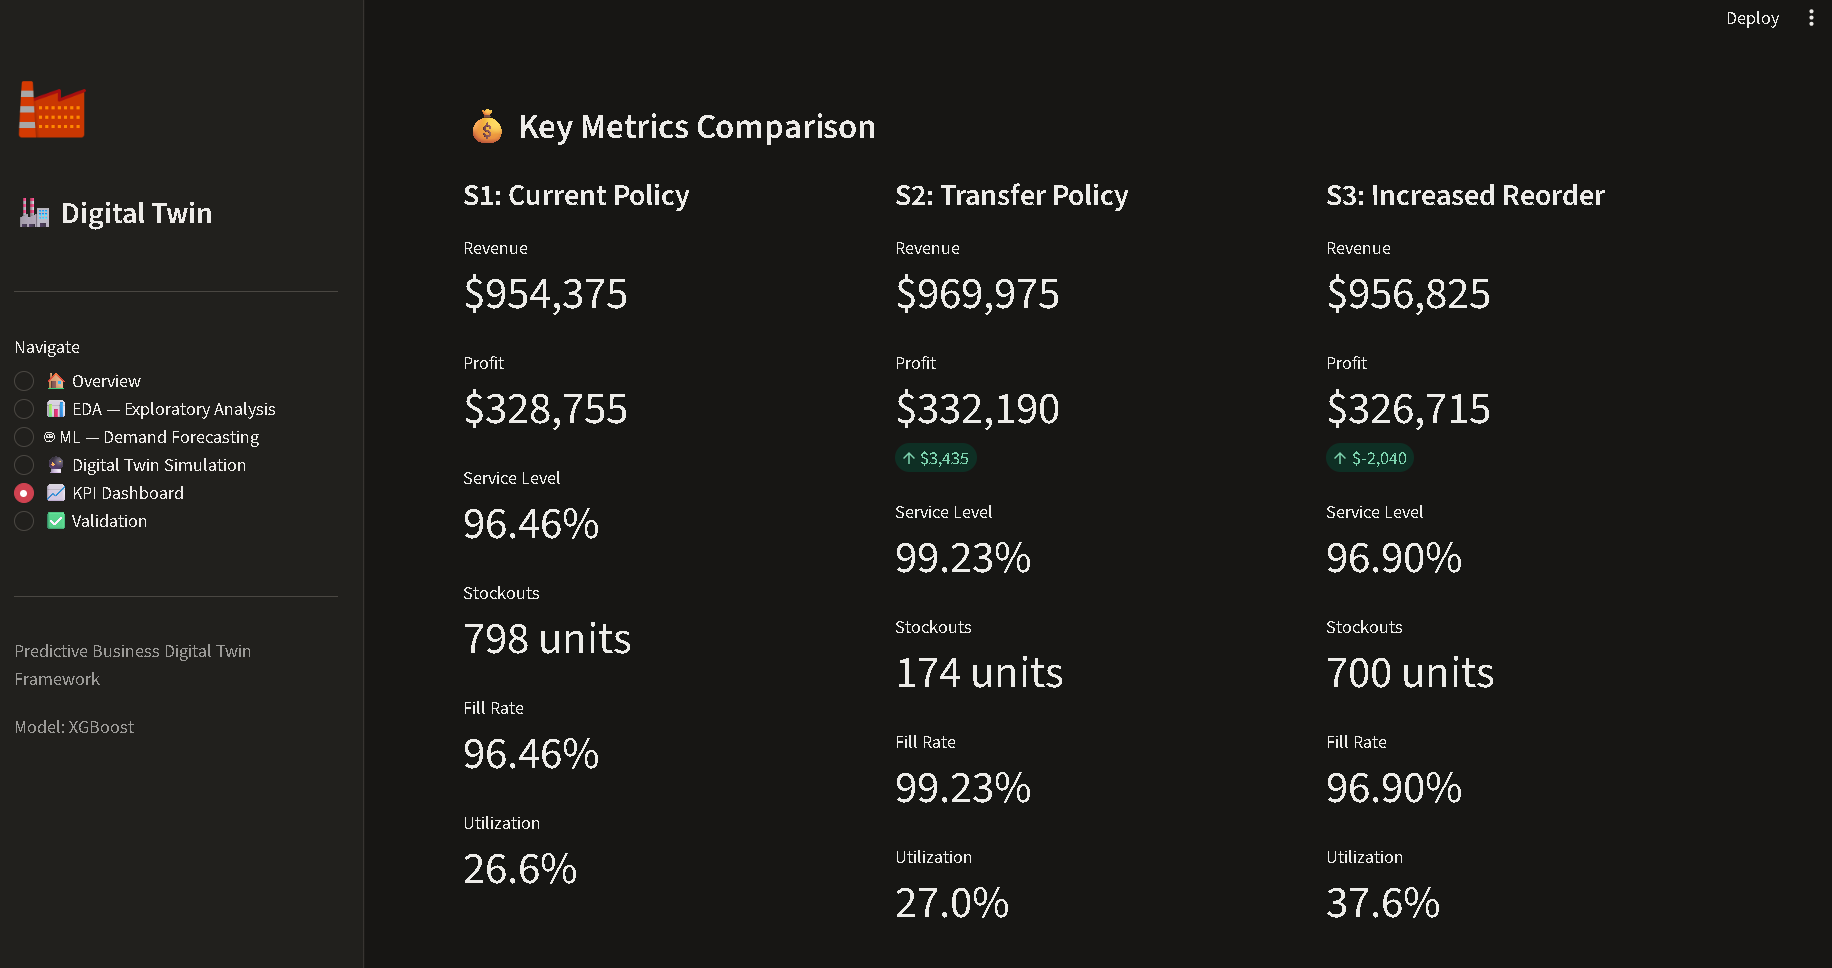 Deploy
Digital Twin
Navigate
Overview
EDA — Exploratory Analysis
ML — Demand Forecasting
Digital Twin Simulation
KPI Dashboard
Validation
Predictive Business Digital Twin
Framework
Model: XGBoost
Key Metrics Comparison
S1: Current Policy
Revenue
$954,375
Profit
$328,755
Service Level
96.46%
Stockouts
798 units
Fill Rate
96.46%
Utilization
26.6%
S2: Transfer Policy
Revenue
$969,975
Profit
$332,190
↑ $3,435
Service Level
99.23%
Stockouts
174 units
Fill Rate
99.23%
Utilization
27.0%
S3: Increased Reorder
Revenue
$956,825
Profit
$326,715
↑ $-2,040
Service Level
96.90%
Stockouts
700 units
Fill Rate
96.90%
Utilization
37.6%